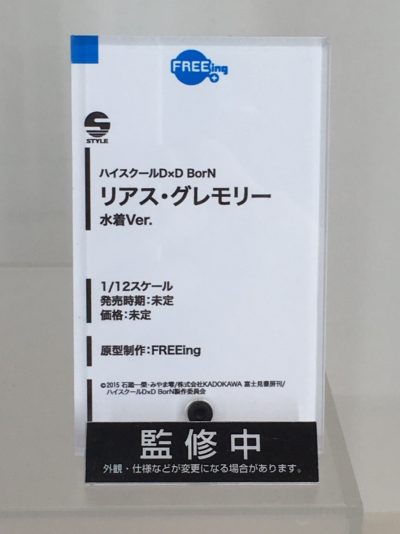 FREEing
S
STYLE
ハイスクールD×D BorN
リアス・グレモリー
水着Ver.
1/12スケール
発売時期：未定
価格：未定
原型制作：FREEing
©2015 石踏一榮・みやま零/株式会社KADOKAWA 富士見書房刊/
ハイスクールD×D BorN製作委員会
監修中
外観・仕様などが変更になる場合があります。